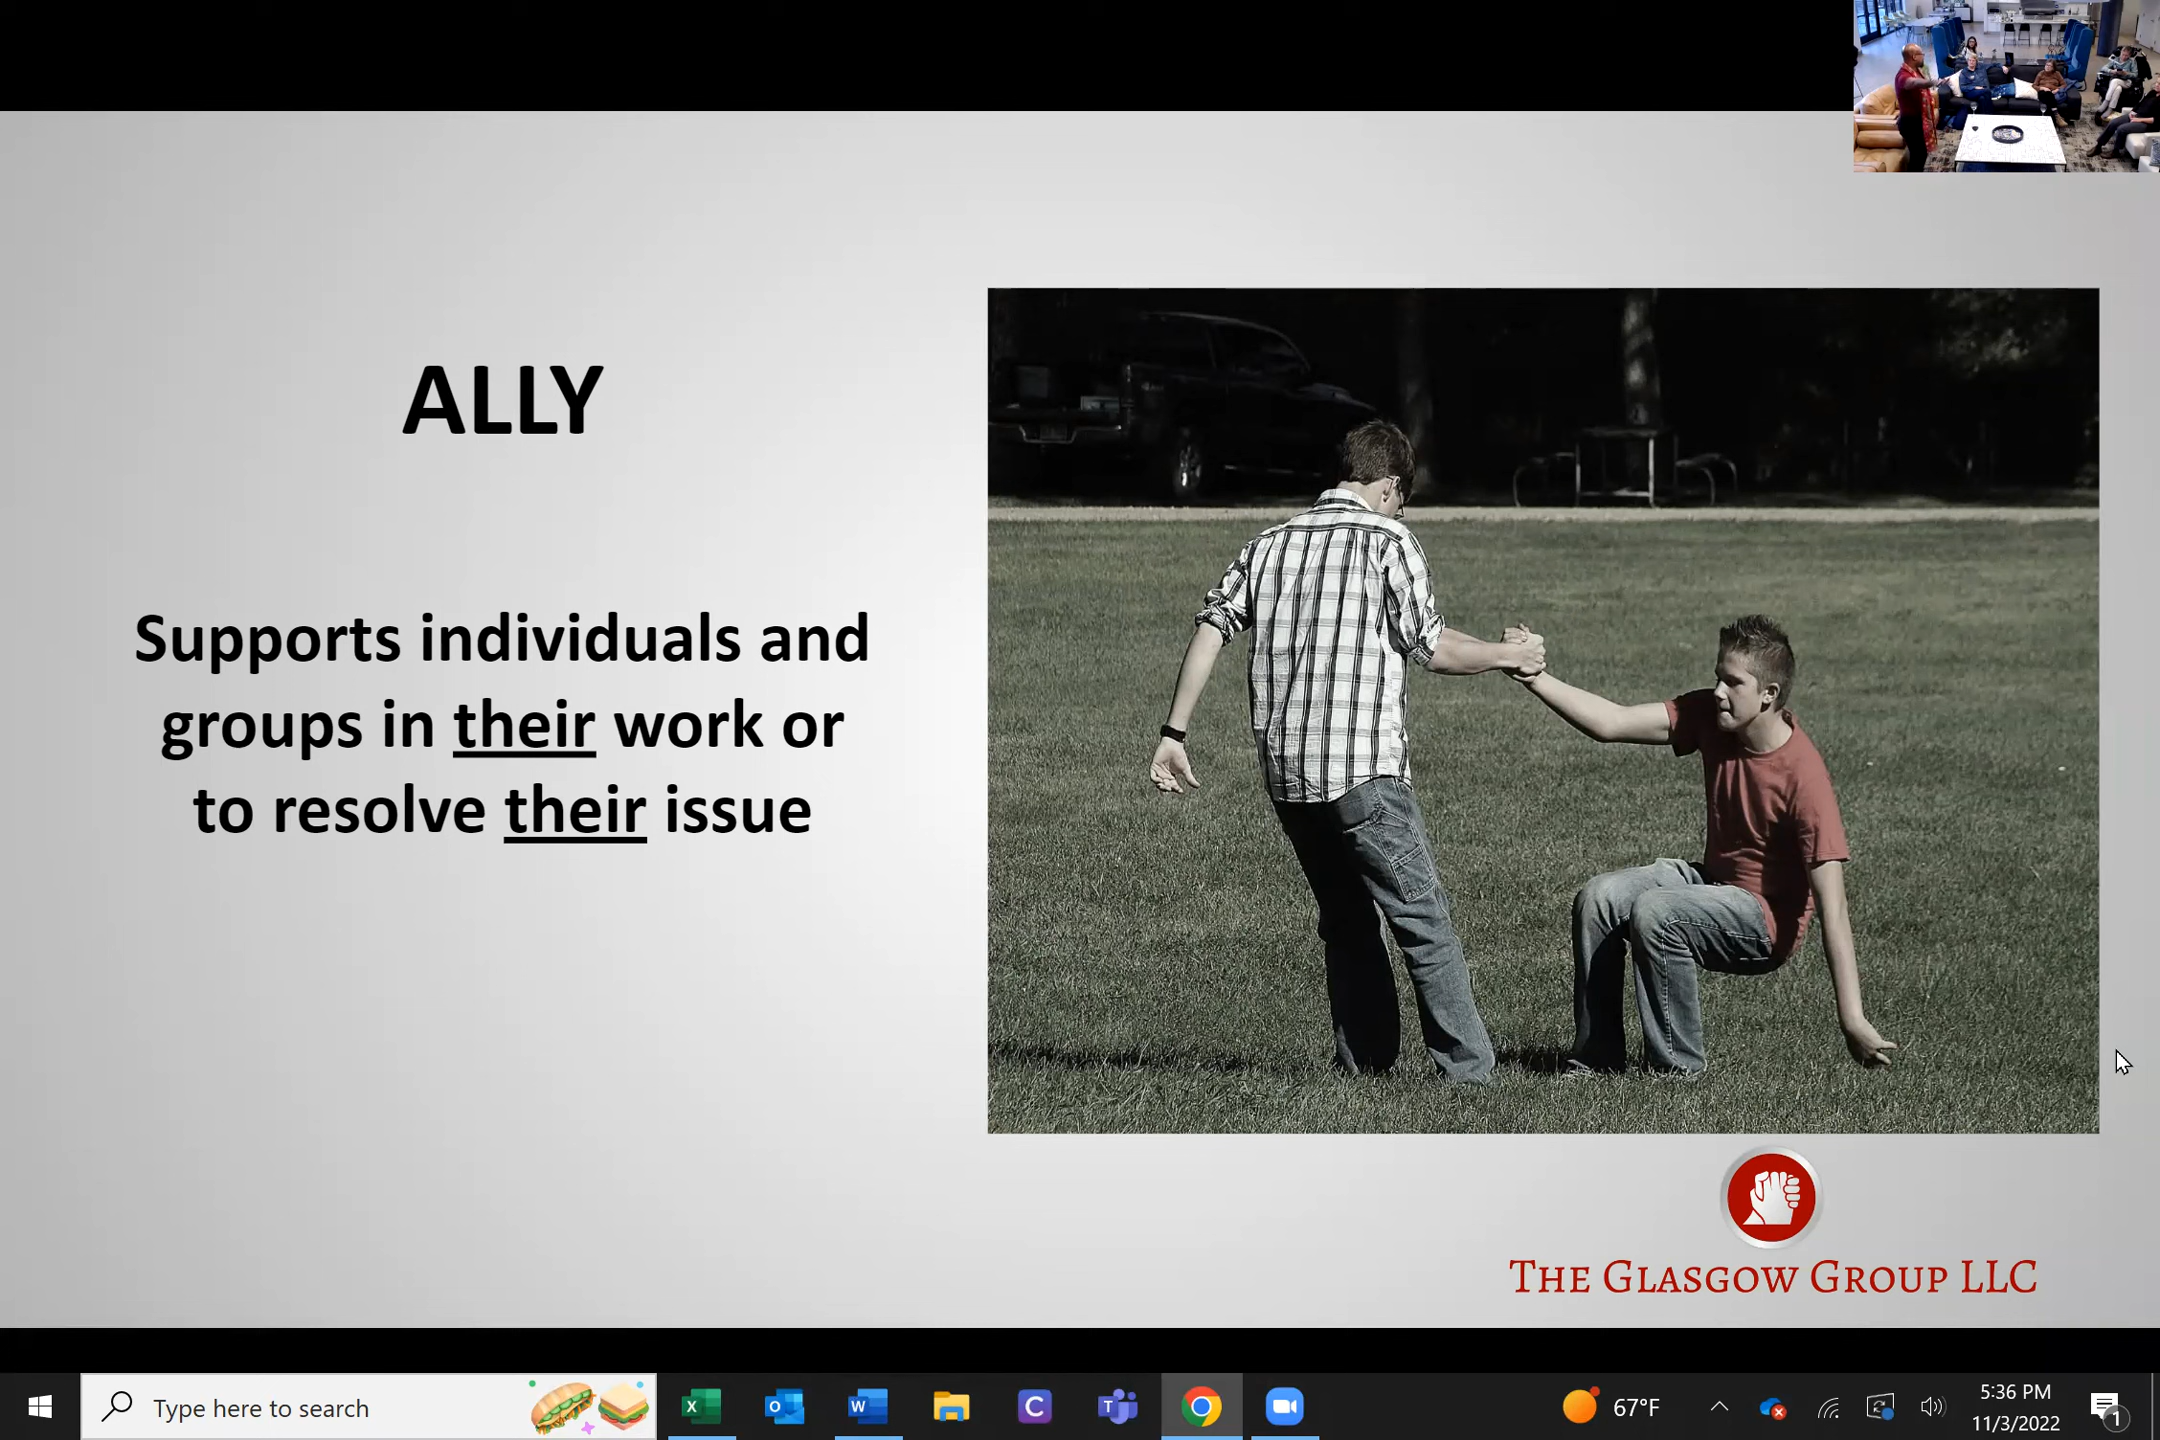 ALLY
Supports individuals and
groups in their work or
to resolve their issue
THE GLASGOW GROUP LLC
Type here to search
67°F
5:36 PM
11/3/2022
1